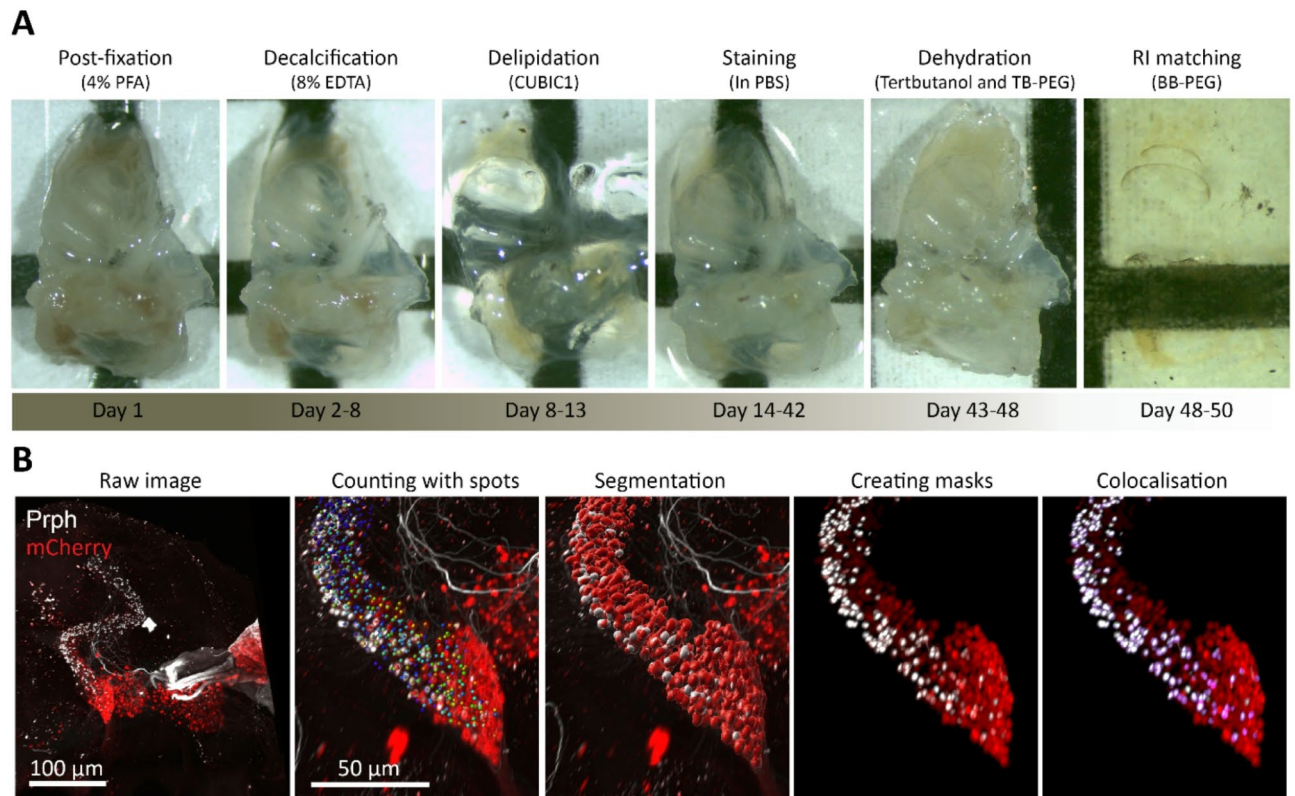 A
Post-fixation
(4% PFA)
Decalcification
(8% EDTA)
Delipidation
(CUBIC1)
Staining
(In PBS)
Dehydration
(Tertbutanol and TB-PEG)
RI matching
(BB-PEG)
Day 1
Day 2-8
Day 8-13
Day 14-42
Day 43-48
Day 48-50
B
Raw image
Counting with spots
Segmentation
Creating masks
Colocalisation
Prph
mCherry
100 µm
50 µm